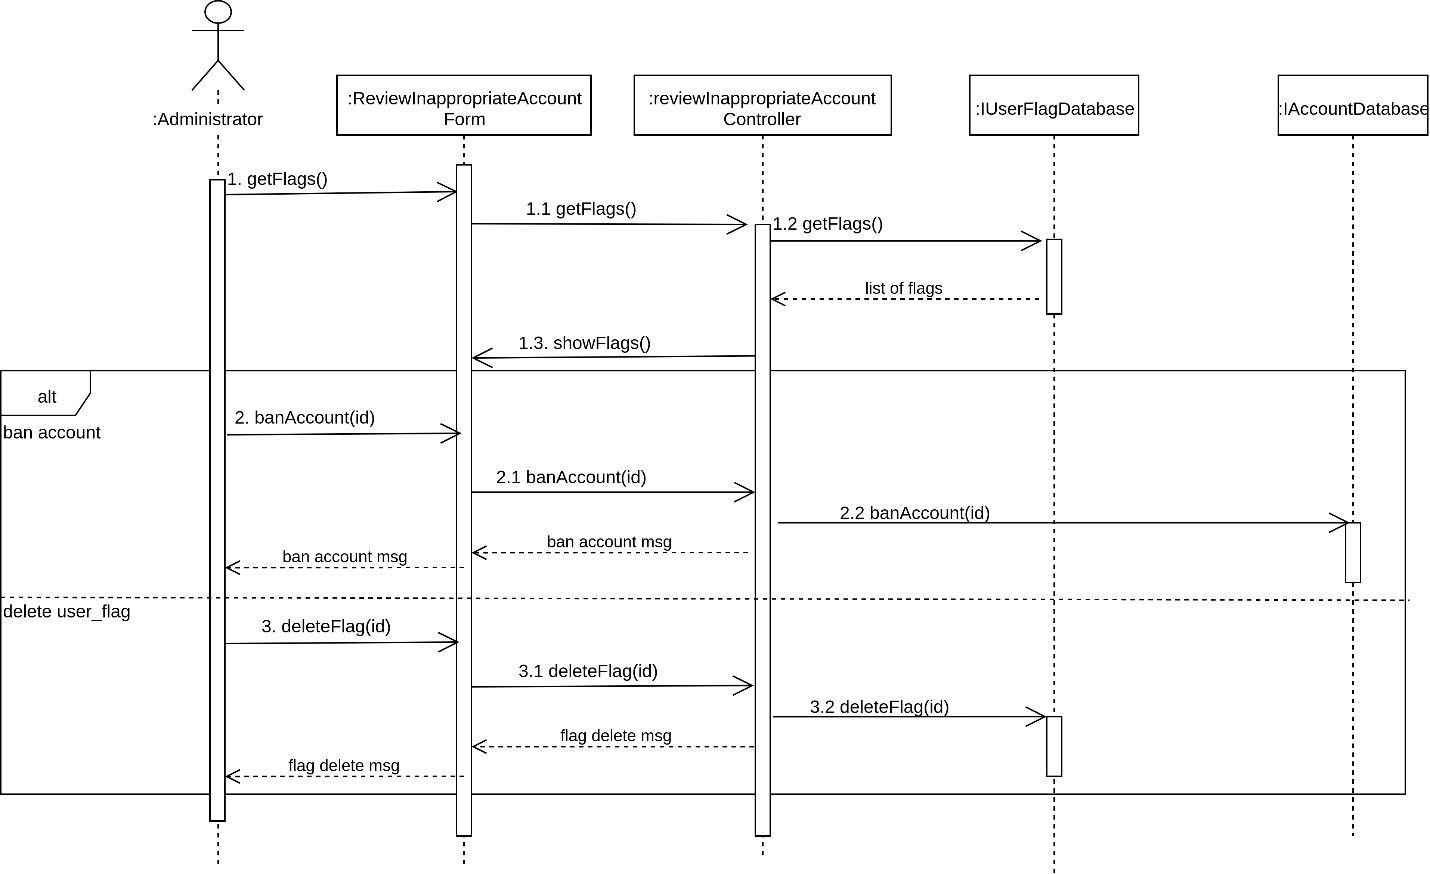 :Administrator
:ReviewInappropriateAccount
Form
:reviewInappropriateAccount
Controller
:IUserFlagDatabase
:IAccountDatabase
1. getFlags()
1.1 getFlags()
1.2 getFlags()
list of flags
1.3. showFlags()
alt
ban account
2. banAccount(id)
2.1 banAccount(id)
2.2 banAccount(id)
ban account msg
ban account msg
delete user_flag
3. deleteFlag(id)
3.1 deleteFlag(id)
3.2 deleteFlag(id)
flag delete msg
flag delete msg